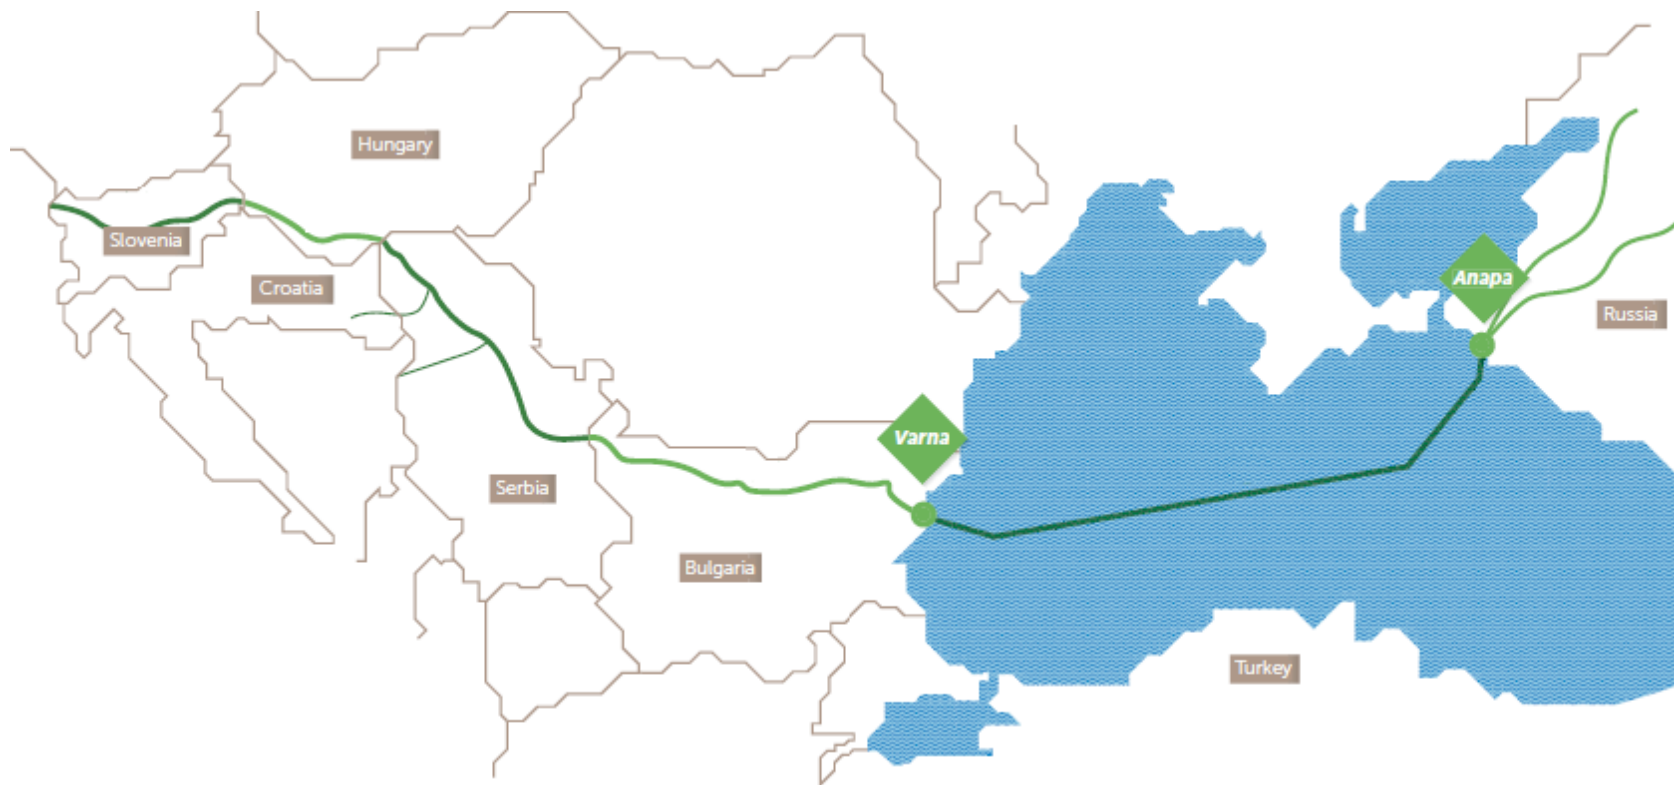 Hungary
Slovenia
Croatia
Anapa
Russia
Varna
Serbia
Bulgaria
Turkey